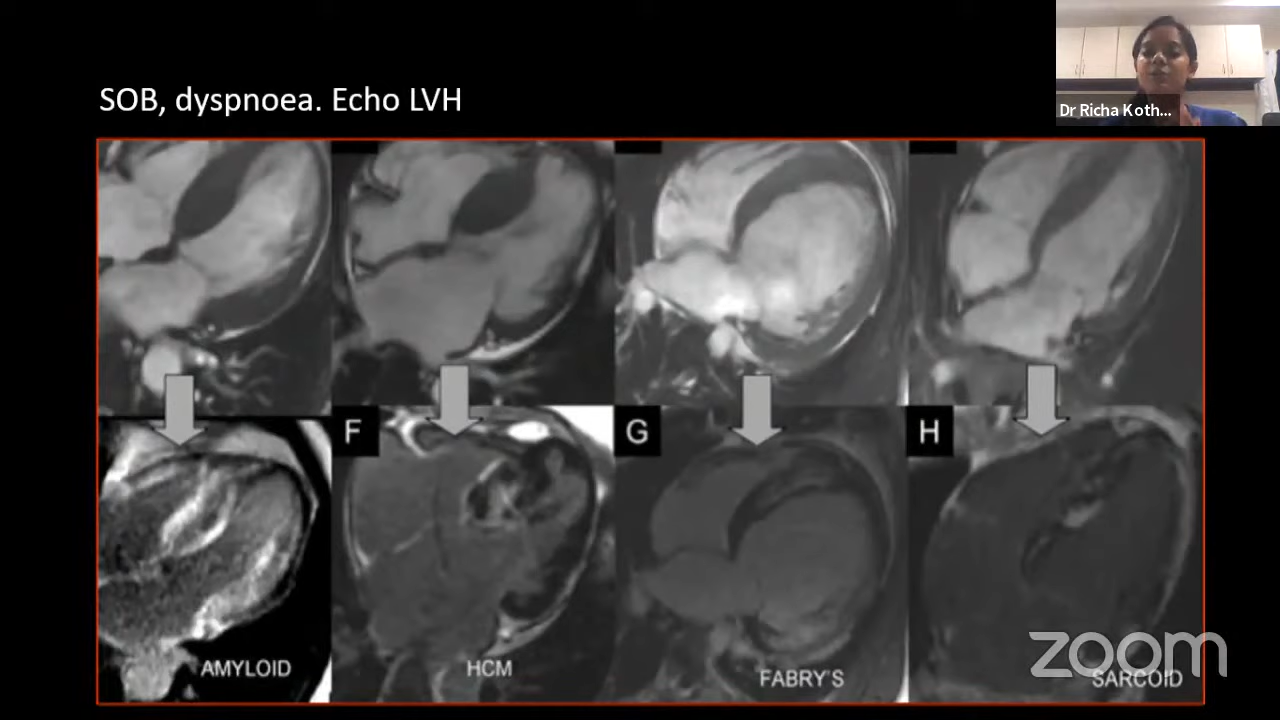 SOB, dyspnoea. Echo LVH
Dr Richa Koth...
F
G
H
AMYLOID
HCM
FABRY'S
SARCOID
zoom